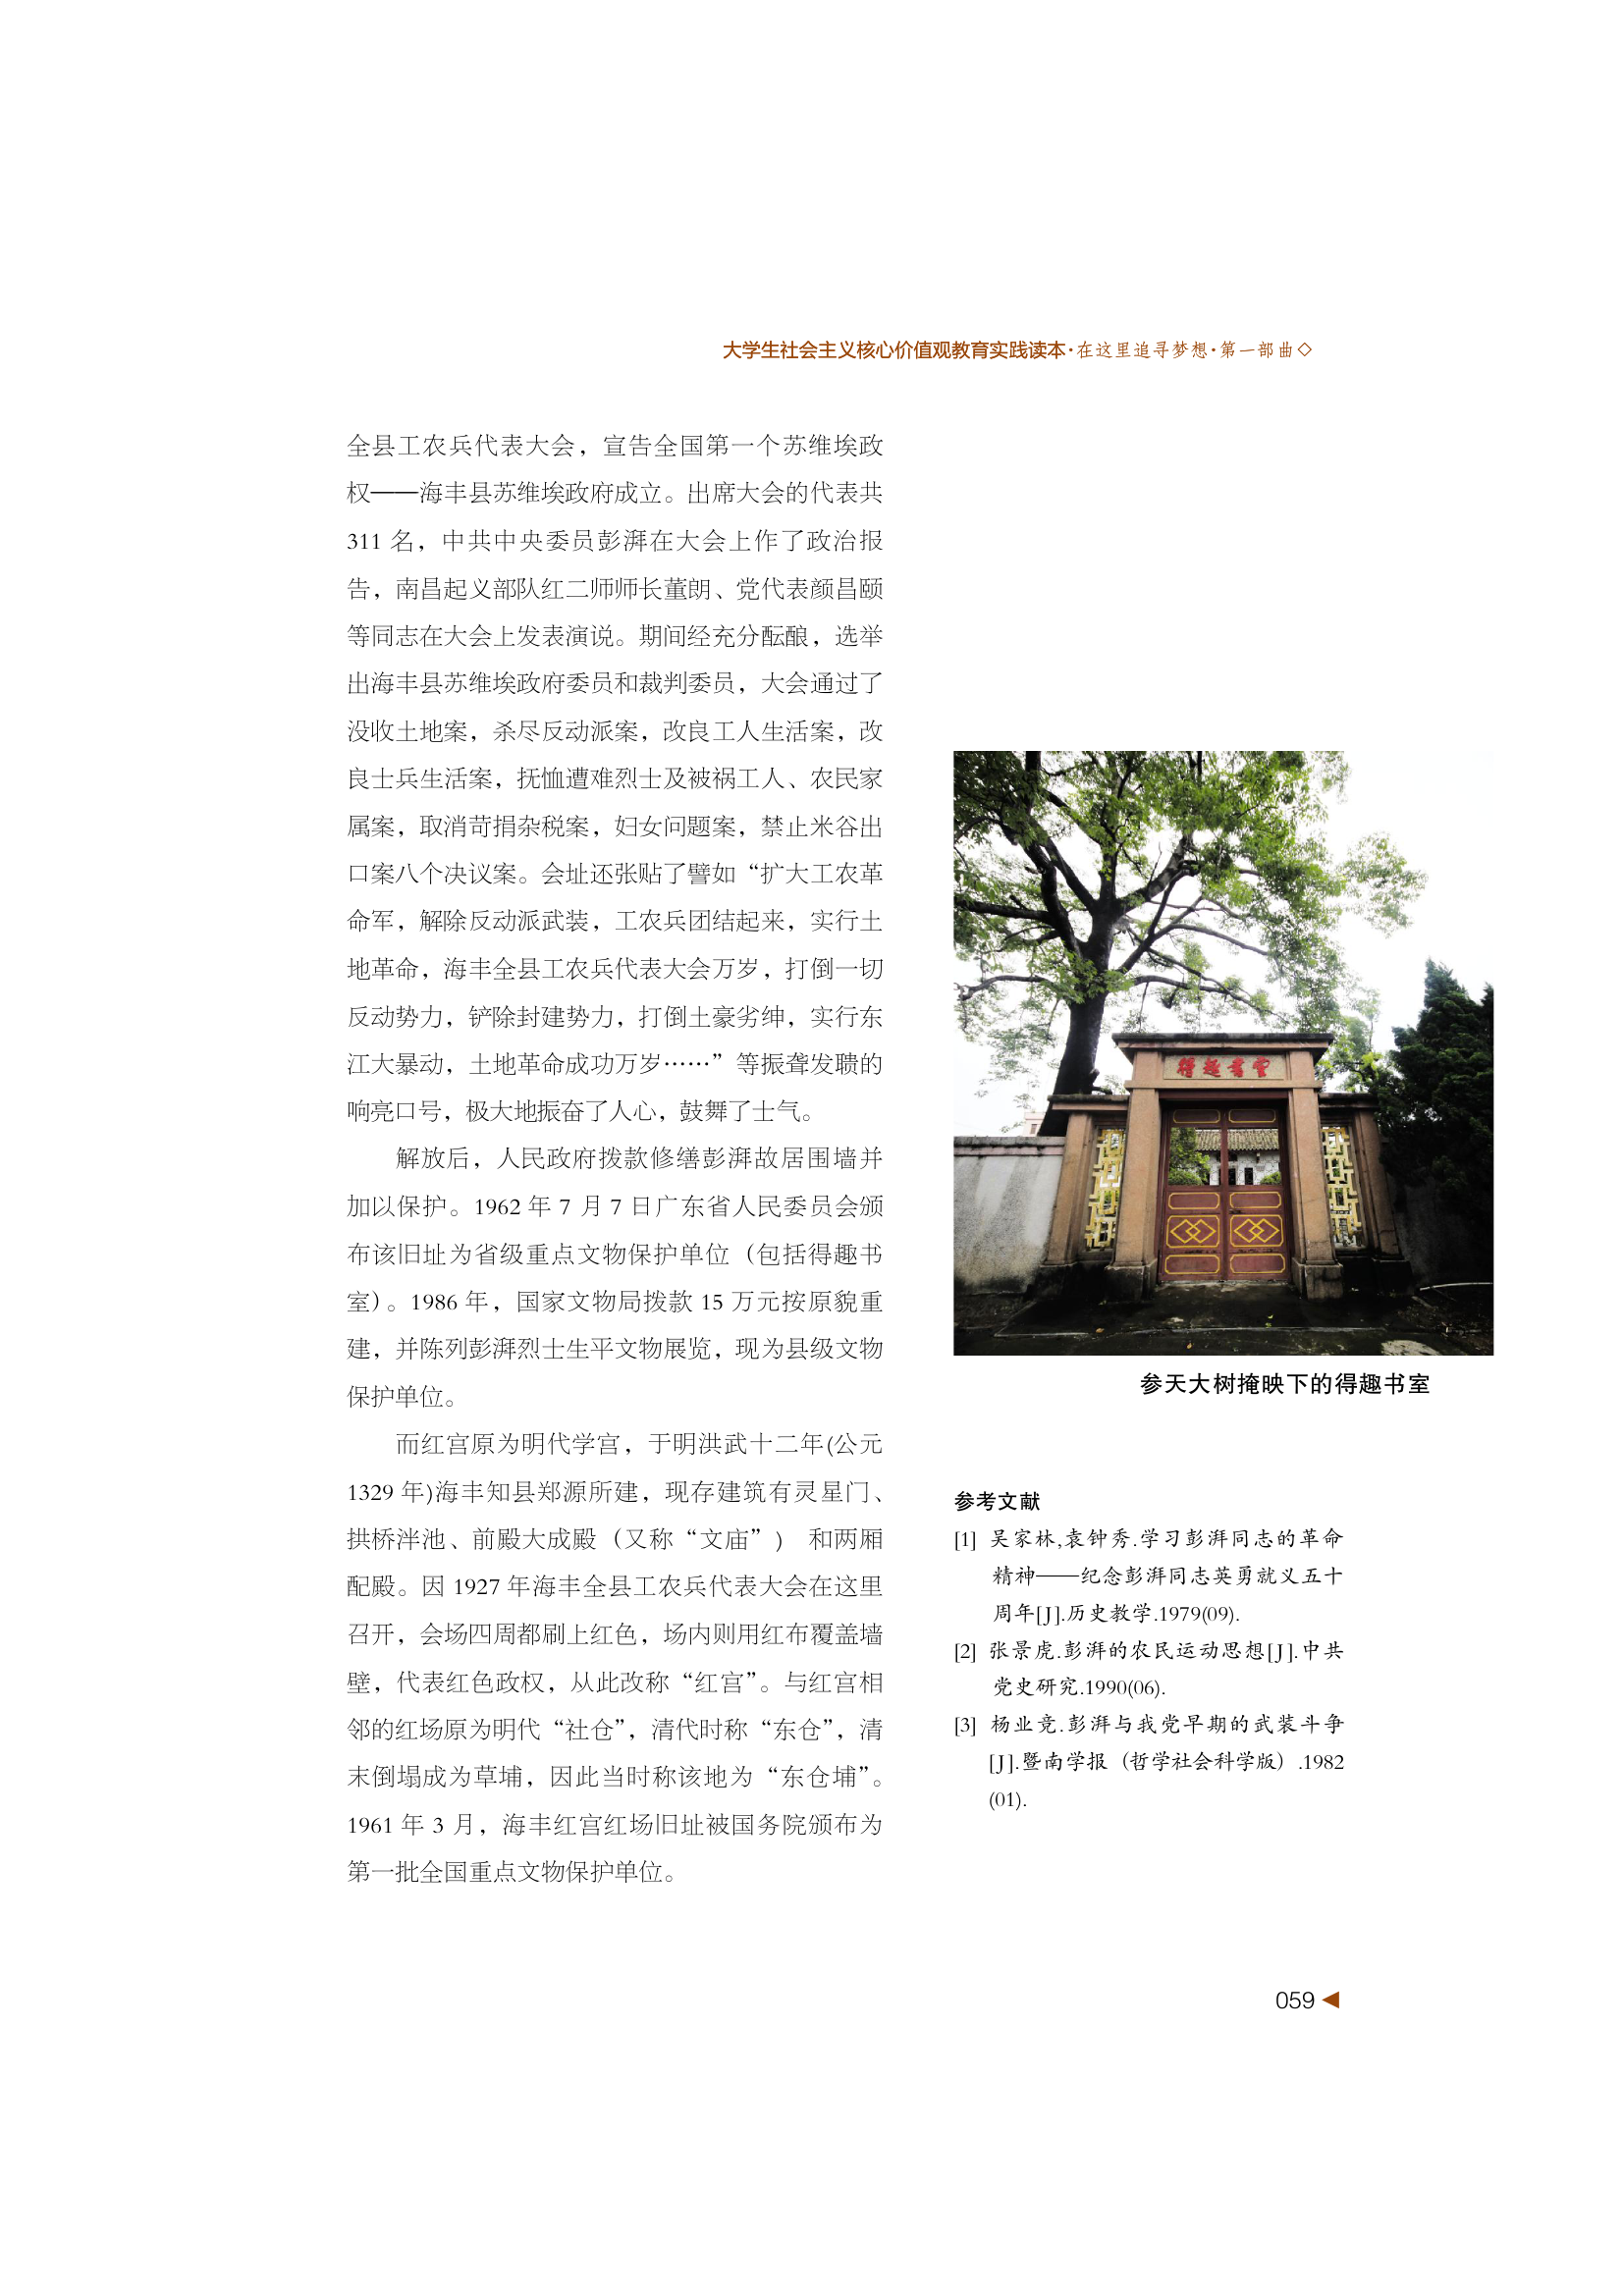 大学生社会主义核心价值观教育实践读本·在这里追寻梦想·第一部曲◇
全县工农兵代表大会，宣告全国第一个苏维埃政
权——海丰县苏维埃政府成立。出席大会的代表共
311 名，中共中央委员彭湃在大会上作了政治报
告，南昌起义部队红二师师长董朗、党代表颜昌颐
等同志在大会上发表演说。期间经充分酝酿，选举
出海丰县苏维埃政府委员和裁判委员，大会通过了
没收土地案，杀尽反动派案，改良工人生活案，改
良士兵生活案，抚恤遭难烈士及被祸工人、农民家
属案，取消苛捐杂税案，妇女问题案，禁止米谷出
口案八个决议案。会址还张贴了譬如“扩大工农革
命军，解除反动派武装，工农兵团结起来，实行土
地革命，海丰全县工农兵代表大会万岁，打倒一切
反动势力，铲除封建势力，打倒土豪劣绅，实行东
江大暴动，土地革命成功万岁……”等振聋发聩的
响亮口号，极大地振奋了人心，鼓舞了士气。
解放后，人民政府拨款修缮彭湃故居围墙并
加以保护。1962 年 7 月 7 日广东省人民委员会颁
布该旧址为省级重点文物保护单位（包括得趣书
室）。1986 年，国家文物局拨款 15 万元按原貌重
建，并陈列彭湃烈士生平文物展览，现为县级文物
保护单位。
而红宫原为明代学宫，于明洪武十二年(公元
1329 年)海丰知县郑源所建，现存建筑有灵星门、
拱桥泮池、前殿大成殿（又称“文庙”） 和两厢
配殿。因 1927 年海丰全县工农兵代表大会在这里
召开，会场四周都刷上红色，场内则用红布覆盖墙
壁，代表红色政权，从此改称“红宫”。与红宫相
邻的红场原为明代“社仓”，清代时称“东仓”，清
末倒塌成为草埔，因此当时称该地为“东仓埔”。
1961 年 3 月，海丰红宫红场旧址被国务院颁布为
第一批全国重点文物保护单位。
得趣書室
参天大树掩映下的得趣书室
参考文献
[1] 吴家林,袁钟秀.学习彭湃同志的革命
精神——纪念彭湃同志英勇就义五十
周年[J].历史教学.1979(09).
[2] 张景虎.彭湃的农民运动思想[J].中共
党史研究.1990(06).
[3] 杨业竞.彭湃与我党早期的武装斗争
[J].暨南学报（哲学社会科学版）.1982
(01).
059